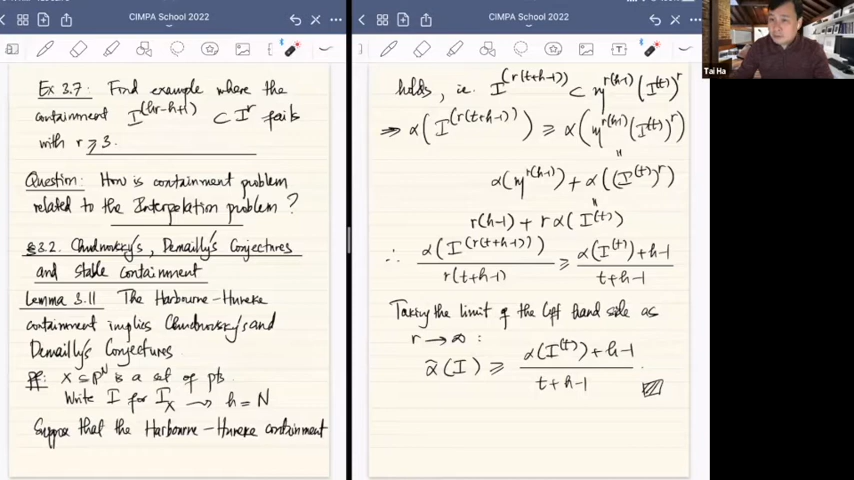 CIMPA School 2022
Ex 3.7: Find example where the
containment I^(hr-h+1) ⊂ I^r fails
with r ≥ 3.
Question: How is containment problem
related to the Interpolation problem?
§3.2. Chudnovsky's, Demailly's Conjectures
and stable containment
Lemma 3.11 The Harbourne-Huneke
containment implies Chudnovsky's and
Demailly's Conjectures
Pf: X ⊆ P^N is a set of pts.
Write I for I_X → h = N
Suppose that the Harbourne-Huneke containment
CIMPA School 2022
holds, i.e. I^(r(t+h-1)) ⊂ m^r(h-1) (I^(t))^r
⇒ α(I^(r(t+h-1))) ≥ α(m^r(h-1) (I^(t))^r)
=
α(m^r(h-1)) + α((I^(t))^r)
=
r(h-1) + r α(I^(t))
∴ α(I^(r(t+h-1))) / r(t+h-1) ≥ α(I^(t)) + h-1 / t+h-1
Taking the limit of the left hand side as
r → ∞ :
α̂(I) ≥ α(I^(t)) + h-1 / t+h-1 .
Tai Ha